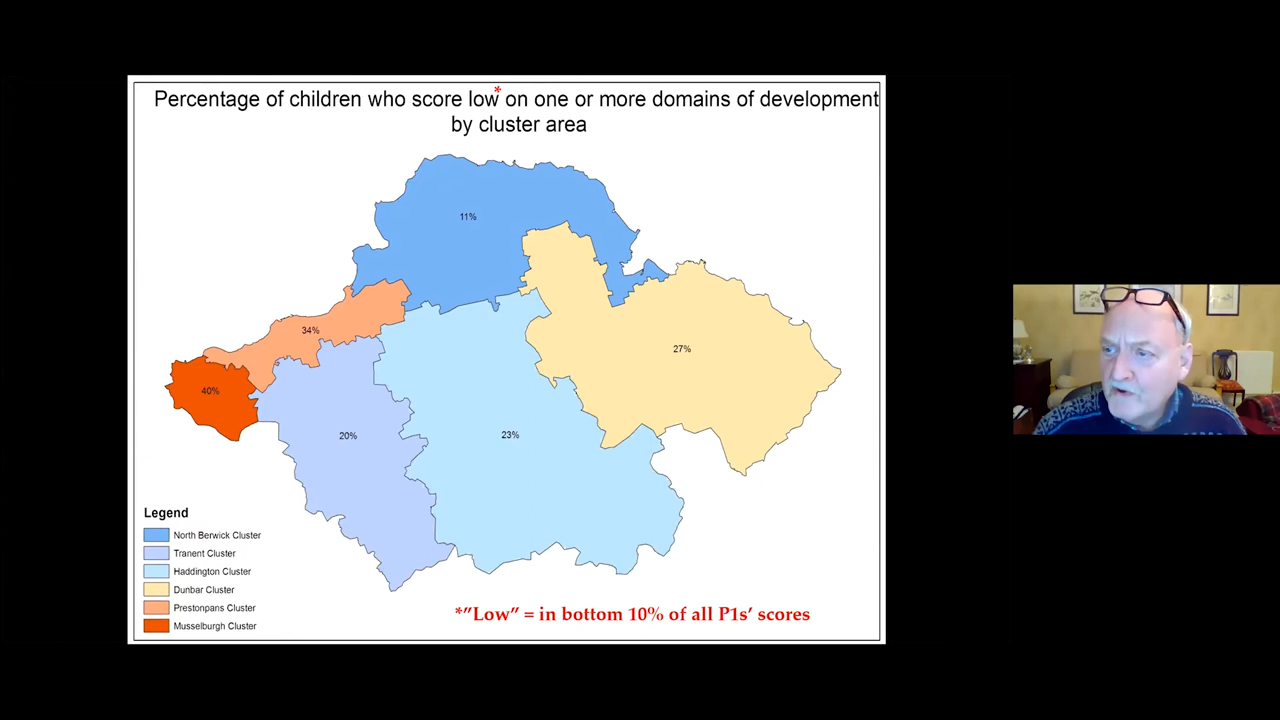 Percentage of children who score low* on one or more domains of development
by cluster area
11%
34%
27%
40%
20%
23%
Legend
North Berwick Cluster
Tranent Cluster
Haddington Cluster
Dunbar Cluster
Prestonpans Cluster
Musselburgh Cluster
*"Low" = in bottom 10% of all P1s' scores